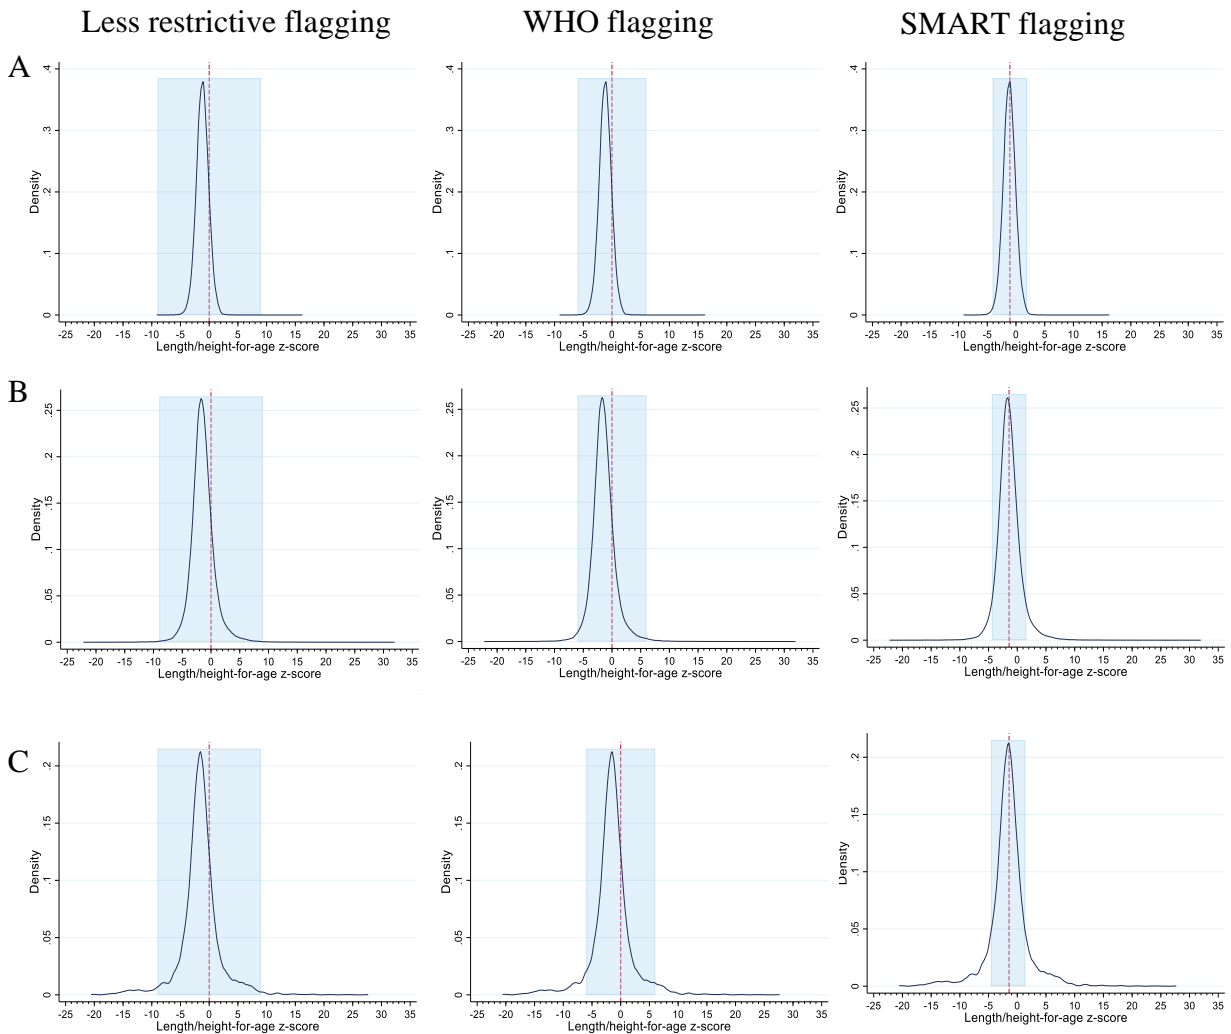 Less restrictive flagging WHO flagging SMART flagging
A
Density
0 .1 .2 .3 .4
-25 -20 -15 -10 -5 0 5 10 15 20 25 30 35
Length/height-for-age z-score
Density
0 .1 .2 .3 .4
-25 -20 -15 -10 -5 0 5 10 15 20 25 30 35
Length/height-for-age z-score
Density
0 .1 .2 .3 .4
-25 -20 -15 -10 -5 0 5 10 15 20 25 30 35
Length/height-for-age z-score
B
Density
0 .05 .1 .15 .2 .25
-25 -20 -15 -10 -5 0 5 10 15 20 25 30 35
Length/height-for-age z-score
Density
0 .05 .1 .15 .2 .25
-25 -20 -15 -10 -5 0 5 10 15 20 25 30 35
Length/height-for-age z-score
Density
0 .05 .1 .15 .2 .25
-25 -20 -15 -10 -5 0 5 10 15 20 25 30 35
Length/height-for-age z-score
C
Density
0 .05 .1 .15 .2
-25 -20 -15 -10 -5 0 5 10 15 20 25 30 35
Length/height-for-age z-score
Density
0 .05 .1 .15 .2
-25 -20 -15 -10 -5 0 5 10 15 20 25 30 35
Length/height-for-age z-score
Density
0 .05 .1 .15 .2
-25 -20 -15 -10 -5 0 5 10 15 20 25 30 35
Length/height-for-age z-score